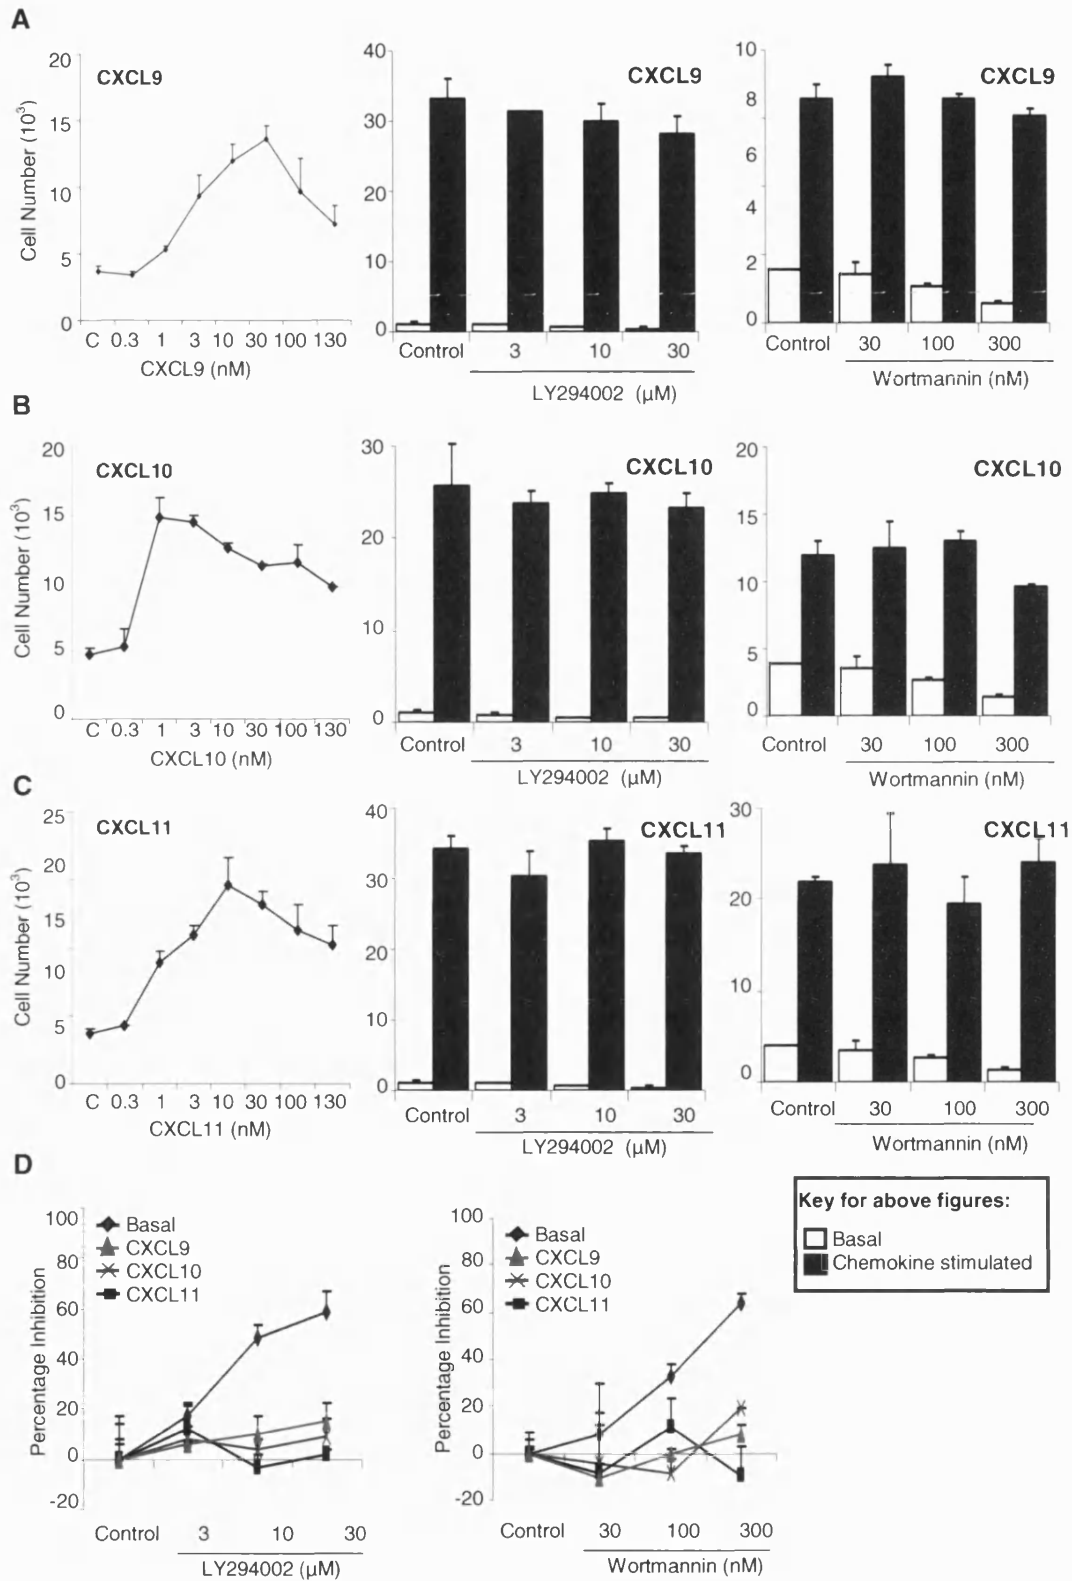 A
CXCL9
Cell Number (10³)
20
15
10
5
0
C 0.3 1 3 10 30 100 130
CXCL9 (nM)
CXCL9
40
30
20
10
0
Control 3 10 30
LY294002 (µM)
CXCL9
10
8
6
4
2
0
Control 30 100 300
Wortmannin (nM)
B
CXCL10
Cell Number (10³)
20
15
10
5
0
C 0.3 1 3 10 30 100 130
CXCL10 (nM)
CXCL10
30
20
10
0
Control 3 10 30
LY294002 (µM)
CXCL10
20
15
10
5
0
Control 30 100 300
Wortmannin (nM)
C
CXCL11
Cell Number (10³)
25
20
15
10
5
0
C 0.3 1 3 10 30 100 130
CXCL11 (nM)
CXCL11
40
30
20
10
0
Control 3 10 30
LY294002 (µM)
CXCL11
30
20
10
0
Control 30 100 300
Wortmannin (nM)
D
Percentage Inhibition
100
80
60
40
20
0
-20
Basal
CXCL9
CXCL10
CXCL11
Control 3 10 30
LY294002 (µM)
Percentage Inhibition
100
80
60
40
20
0
-20
Basal
CXCL9
CXCL10
CXCL11
Control 30 100 300
Wortmannin (nM)
Key for above figures:
Basal
Chemokine stimulated